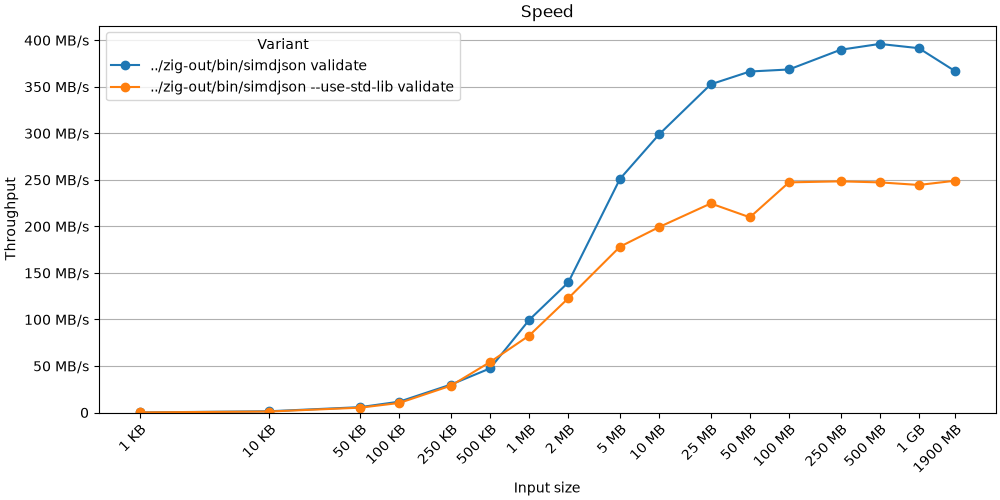 Speed
Variant
../zig-out/bin/simdjson validate
../zig-out/bin/simdjson --use-std-lib validate
400 MB/s
350 MB/s
300 MB/s
250 MB/s
200 MB/s
150 MB/s
100 MB/s
50 MB/s
0
Throughput
1 KB
10 KB
50 KB
100 KB
250 KB
500 KB
1 MB
2 MB
5 MB
10 MB
25 MB
50 MB
100 MB
250 MB
500 MB
1 GB
1900 MB
Input size